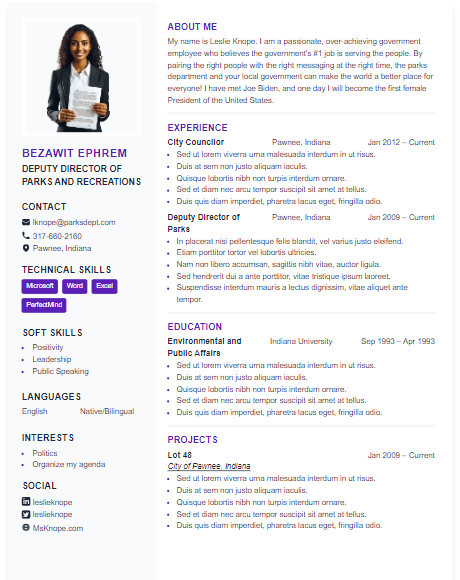 BEZAWIT EPHREM
DEPUTY DIRECTOR OF
PARKS AND RECREATIONS
CONTACT
lknope@parksdept.com
317-660-2160
Pawnee, Indiana
TECHNICAL SKILLS
Microsoft Word Excel
PerfectMind
SOFT SKILLS
• Positivity
• Leadership
• Public Speaking
LANGUAGES
English Native/Bilingual
INTERESTS
• Politics
• Organize my agenda
SOCIAL
leslieknope
leslieknope
MsKnope.com
ABOUT ME
My name is Leslie Knope. I am a passionate, over-achieving government
employee who believes the government's #1 job is serving the people. By
pairing the right people with the right messaging at the right time, the parks
department and your local government can make the world a better place for
everyone! I have met Joe Biden, and one day I will become the first female
President of the United States.
EXPERIENCE
City Councilor Pawnee, Indiana Jan 2012 – Current
• Sed ut lorem viverra urna malesuada interdum in ut risus.
• Duis at sem non justo aliquam iaculis.
• Quisque lobortis nibh non turpis interdum ornare.
• Sed et diam nec arcu tempor suscipit sit amet at tellus.
• Duis quis diam imperdiet, pharetra lacus eget, fringilla odio.
Deputy Director of Pawnee, Indiana Jan 2009 – Current
Parks
• In placerat nisi pellentesque felis blandit, vel varius justo eleifend.
• Etiam porttitor tortor vel lobortis ultricies.
• Nam non libero accumsan, sagittis nibh vitae, auctor ligula.
• Sed hendrerit dui a ante porttitor, vitae tristique ipsum laoreet.
• Suspendisse interdum mauris a lectus dignissim, vitae aliquet ante
tempor.
EDUCATION
Environmental and Indiana University Sep 1993 – Apr 1993
Public Affairs
• Sed ut lorem viverra urna malesuada interdum in ut risus.
• Duis at sem non justo aliquam iaculis.
• Quisque lobortis nibh non turpis interdum ornare.
• Sed et diam nec arcu tempor suscipit sit amet at tellus.
• Duis quis diam imperdiet, pharetra lacus eget, fringilla odio.
PROJECTS
Lot 48 Jan 2009 – Current
City of Pawnee, Indiana
• Sed ut lorem viverra urna malesuada interdum in ut risus.
• Duis at sem non justo aliquam iaculis.
• Quisque lobortis nibh non turpis interdum ornare.
• Sed et diam nec arcu tempor suscipit sit amet at tellus.
• Duis quis diam imperdiet, pharetra lacus eget, fringilla odio.